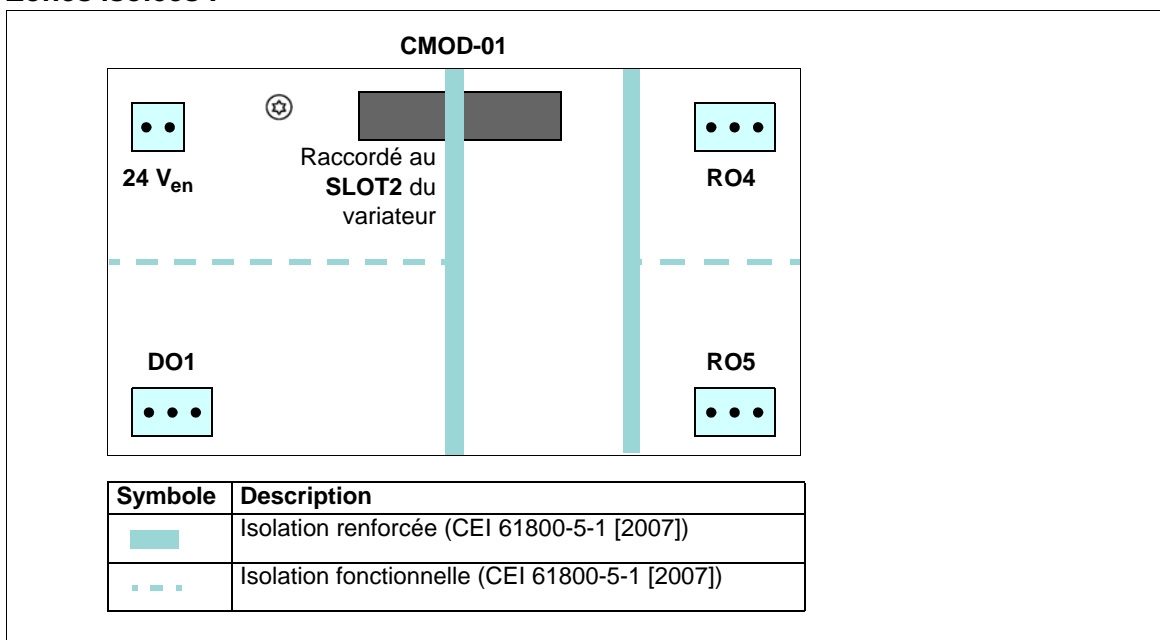 CMOD-01
24 Ven
Raccordé au
SLOT2 du
variateur
RO4
DO1
RO5
Symbole Description
Isolation renforcée (CEI 61800-5-1 [2007])
Isolation fonctionnelle (CEI 61800-5-1 [2007])